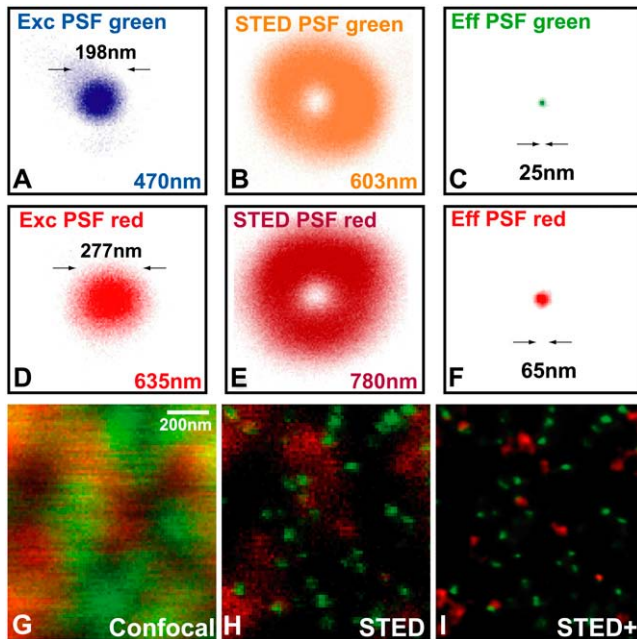 Exc PSF green
198nm
A
470nm
STED PSF green
B
603nm
Eff PSF green
C
25nm
Exc PSF red
277nm
D
635nm
STED PSF red
E
780nm
Eff PSF red
F
65nm
200nm
G
Confocal
H
STED
I
STED+